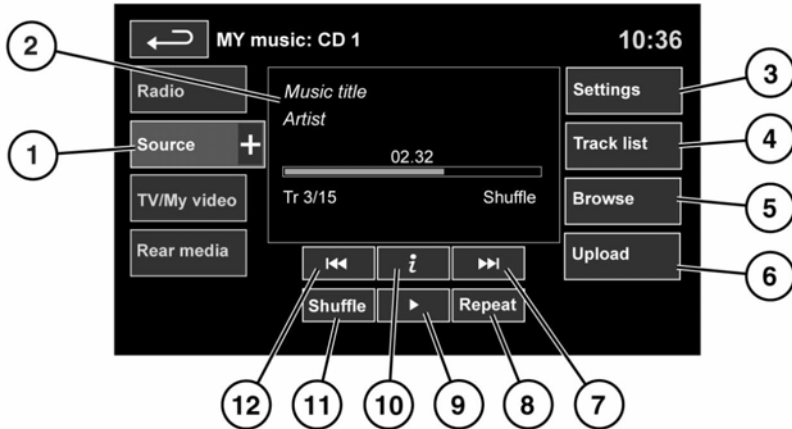 MY music: CD 1
10:36
2
Radio
Music title
Settings
3
Artist
1
Source +
02.32
Track list
4
TV/My video
Tr 3/15
Shuffle
Browse
5
Rear media
i
Upload
6
Shuffle
Repeat
12
11
10
9
8
7